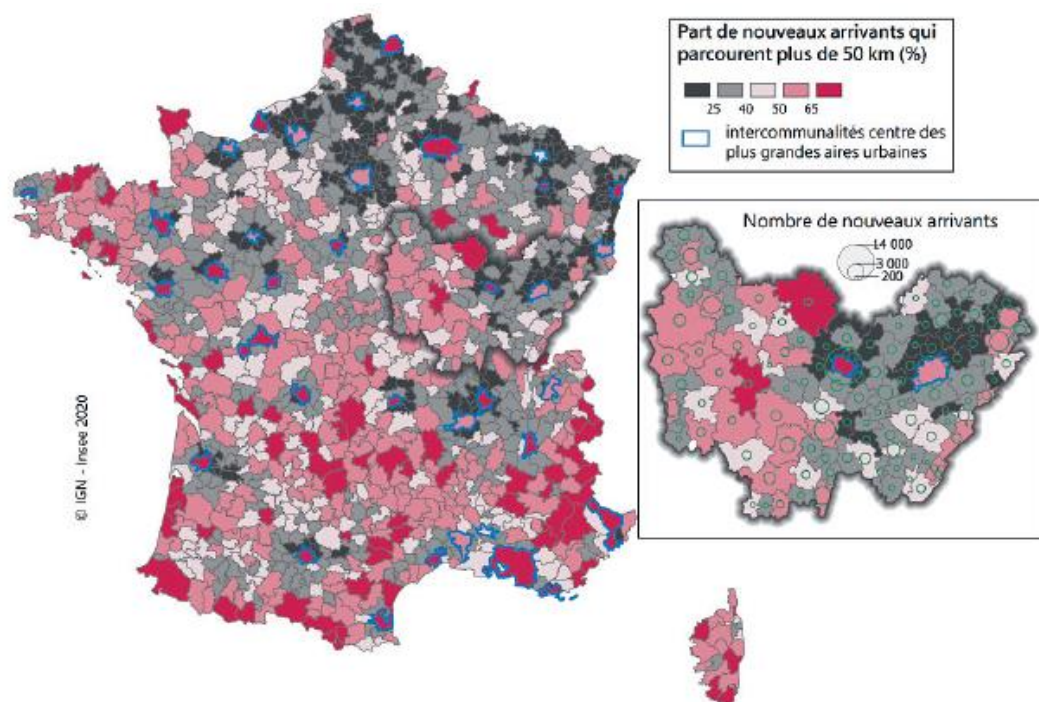 Part de nouveaux arrivants qui
parcourent plus de 50 km (%)
25 40 50 65
intercommunalités centre des
plus grandes aires urbaines
Nombre de nouveaux arrivants
14 000
3 000
200
© IGN - Insee 2020